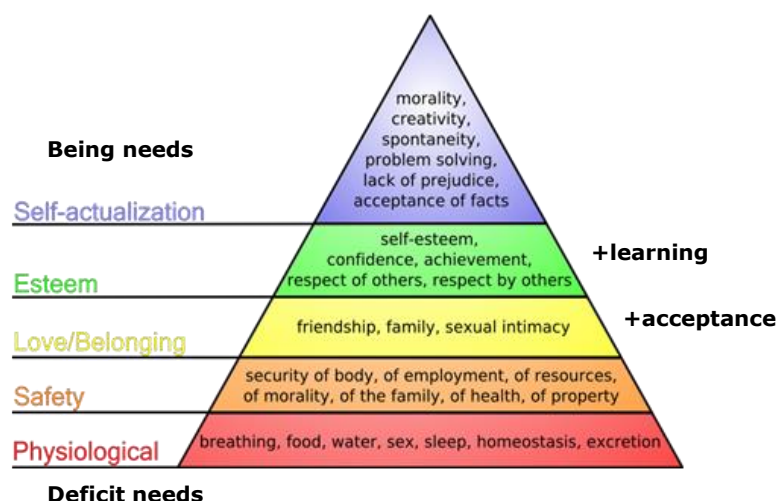 morality,
creativity,
spontaneity,
Being needs
problem solving,
lack of prejudice,
acceptance of facts
Self-actualization
self-esteem,
confidence, achievement,
respect of others, respect by others
+learning
Esteem
friendship, family, sexual intimacy
+acceptance
Love/Belonging
security of body, of employment, of resources,
of morality, of the family, of health, of property
Safety
breathing, food, water, sex, sleep, homeostasis, excretion
Physiological
Deficit needs